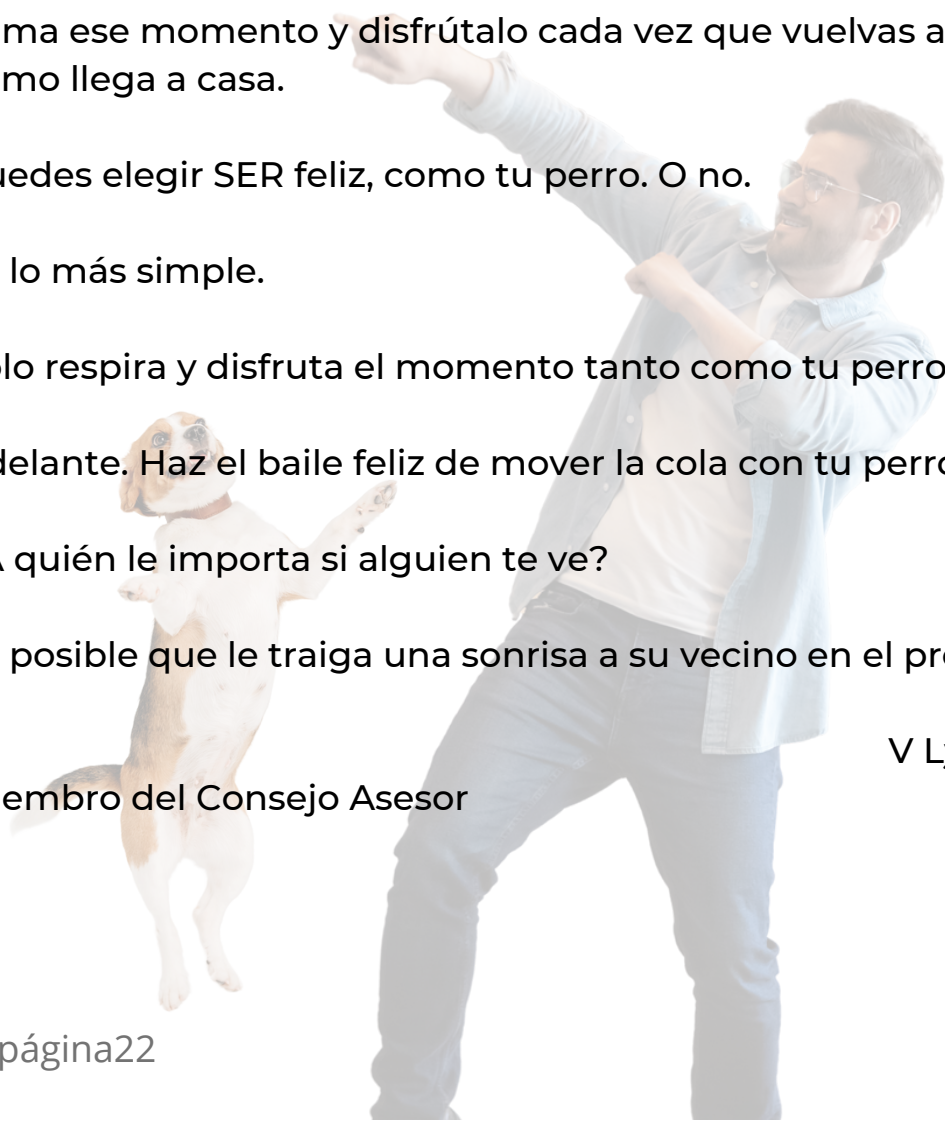 ma ese momento y disfrútalo cada vez que vuelvas a
mo llega a casa.
uedes elegir SER feliz, como tu perro. O no.
lo más simple.
lo respira y disfruta el momento tanto como tu perro
delante. Haz el baile feliz de mover la cola con tu perro
A quién le importa si alguien te ve?
posible que le traiga una sonrisa a su vecino en el pr
V L
embro del Consejo Asesor
página22